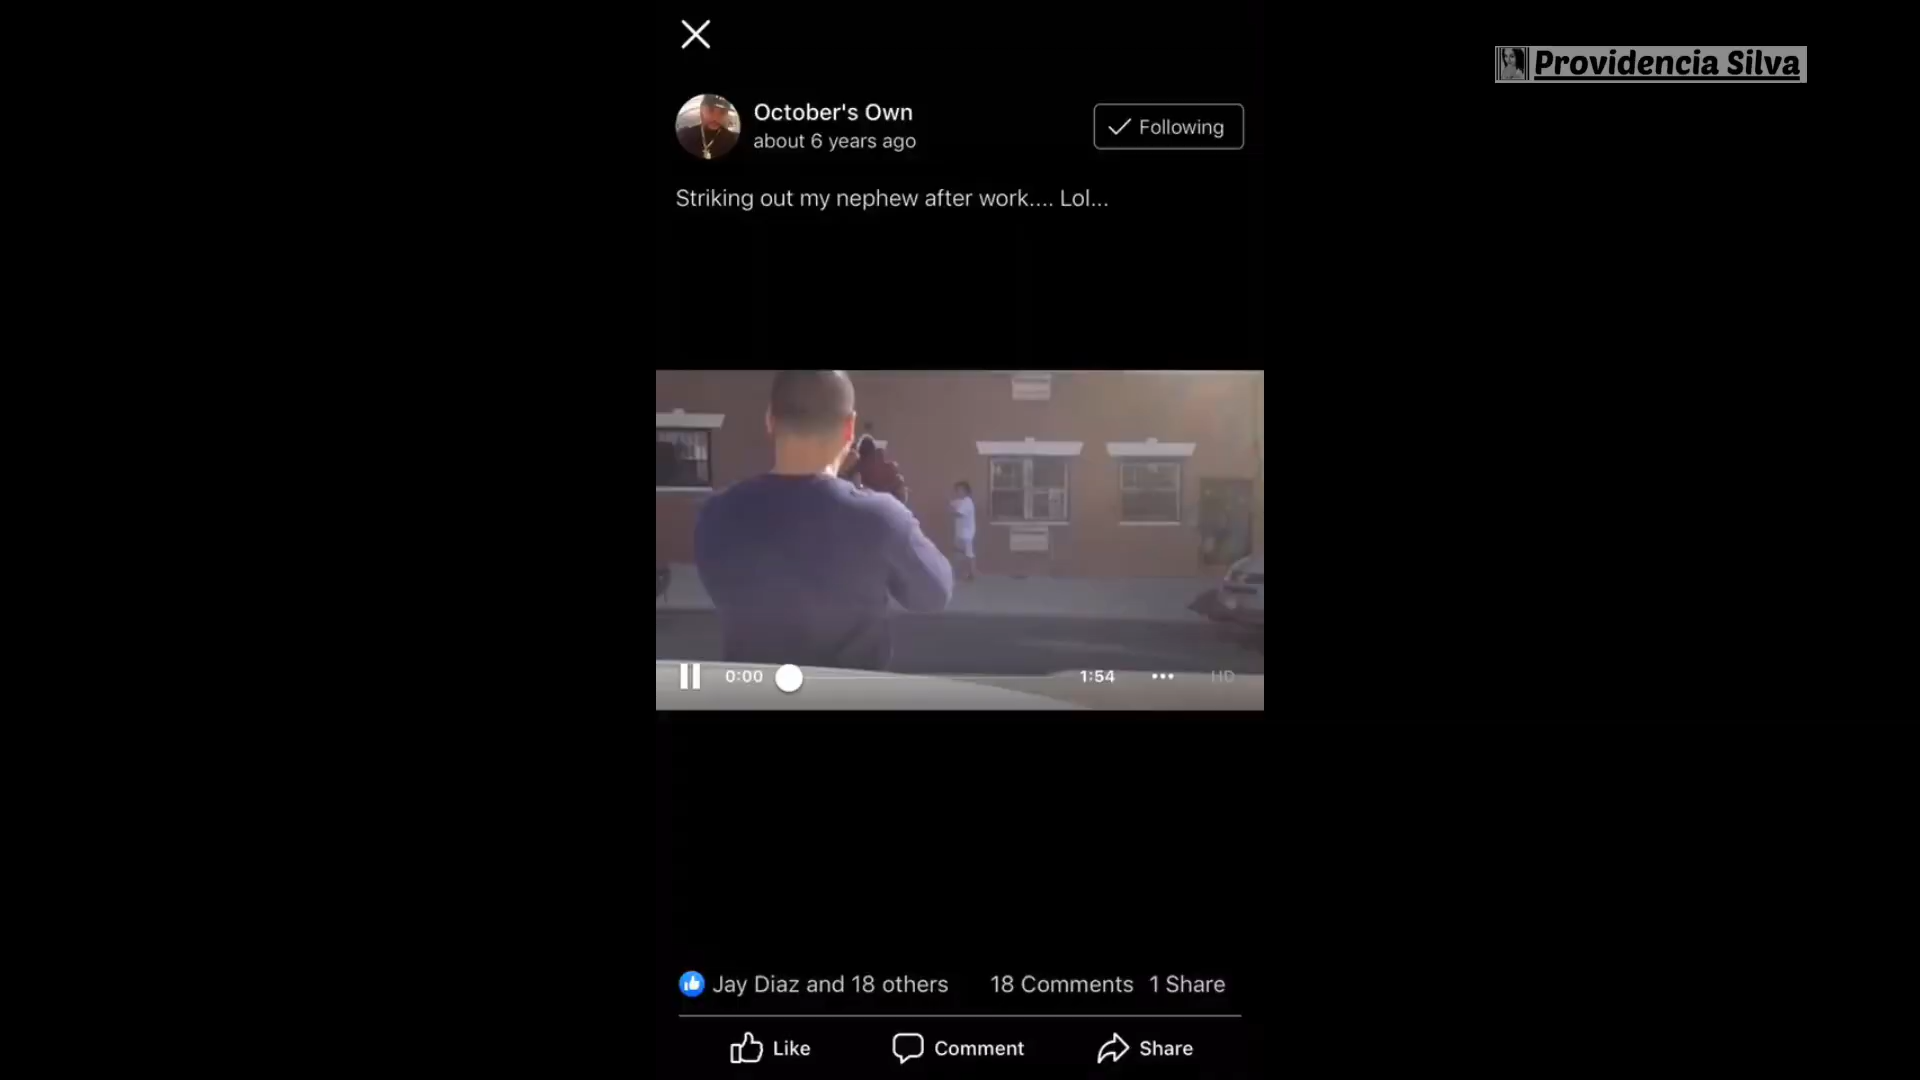 Providencia Silva
October's Own
about 6 years ago
Following
Striking out my nephew after work.... Lol...
0:00
1:54
HD
Jay Diaz and 18 others
18 Comments
1 Share
Like
Comment
Share